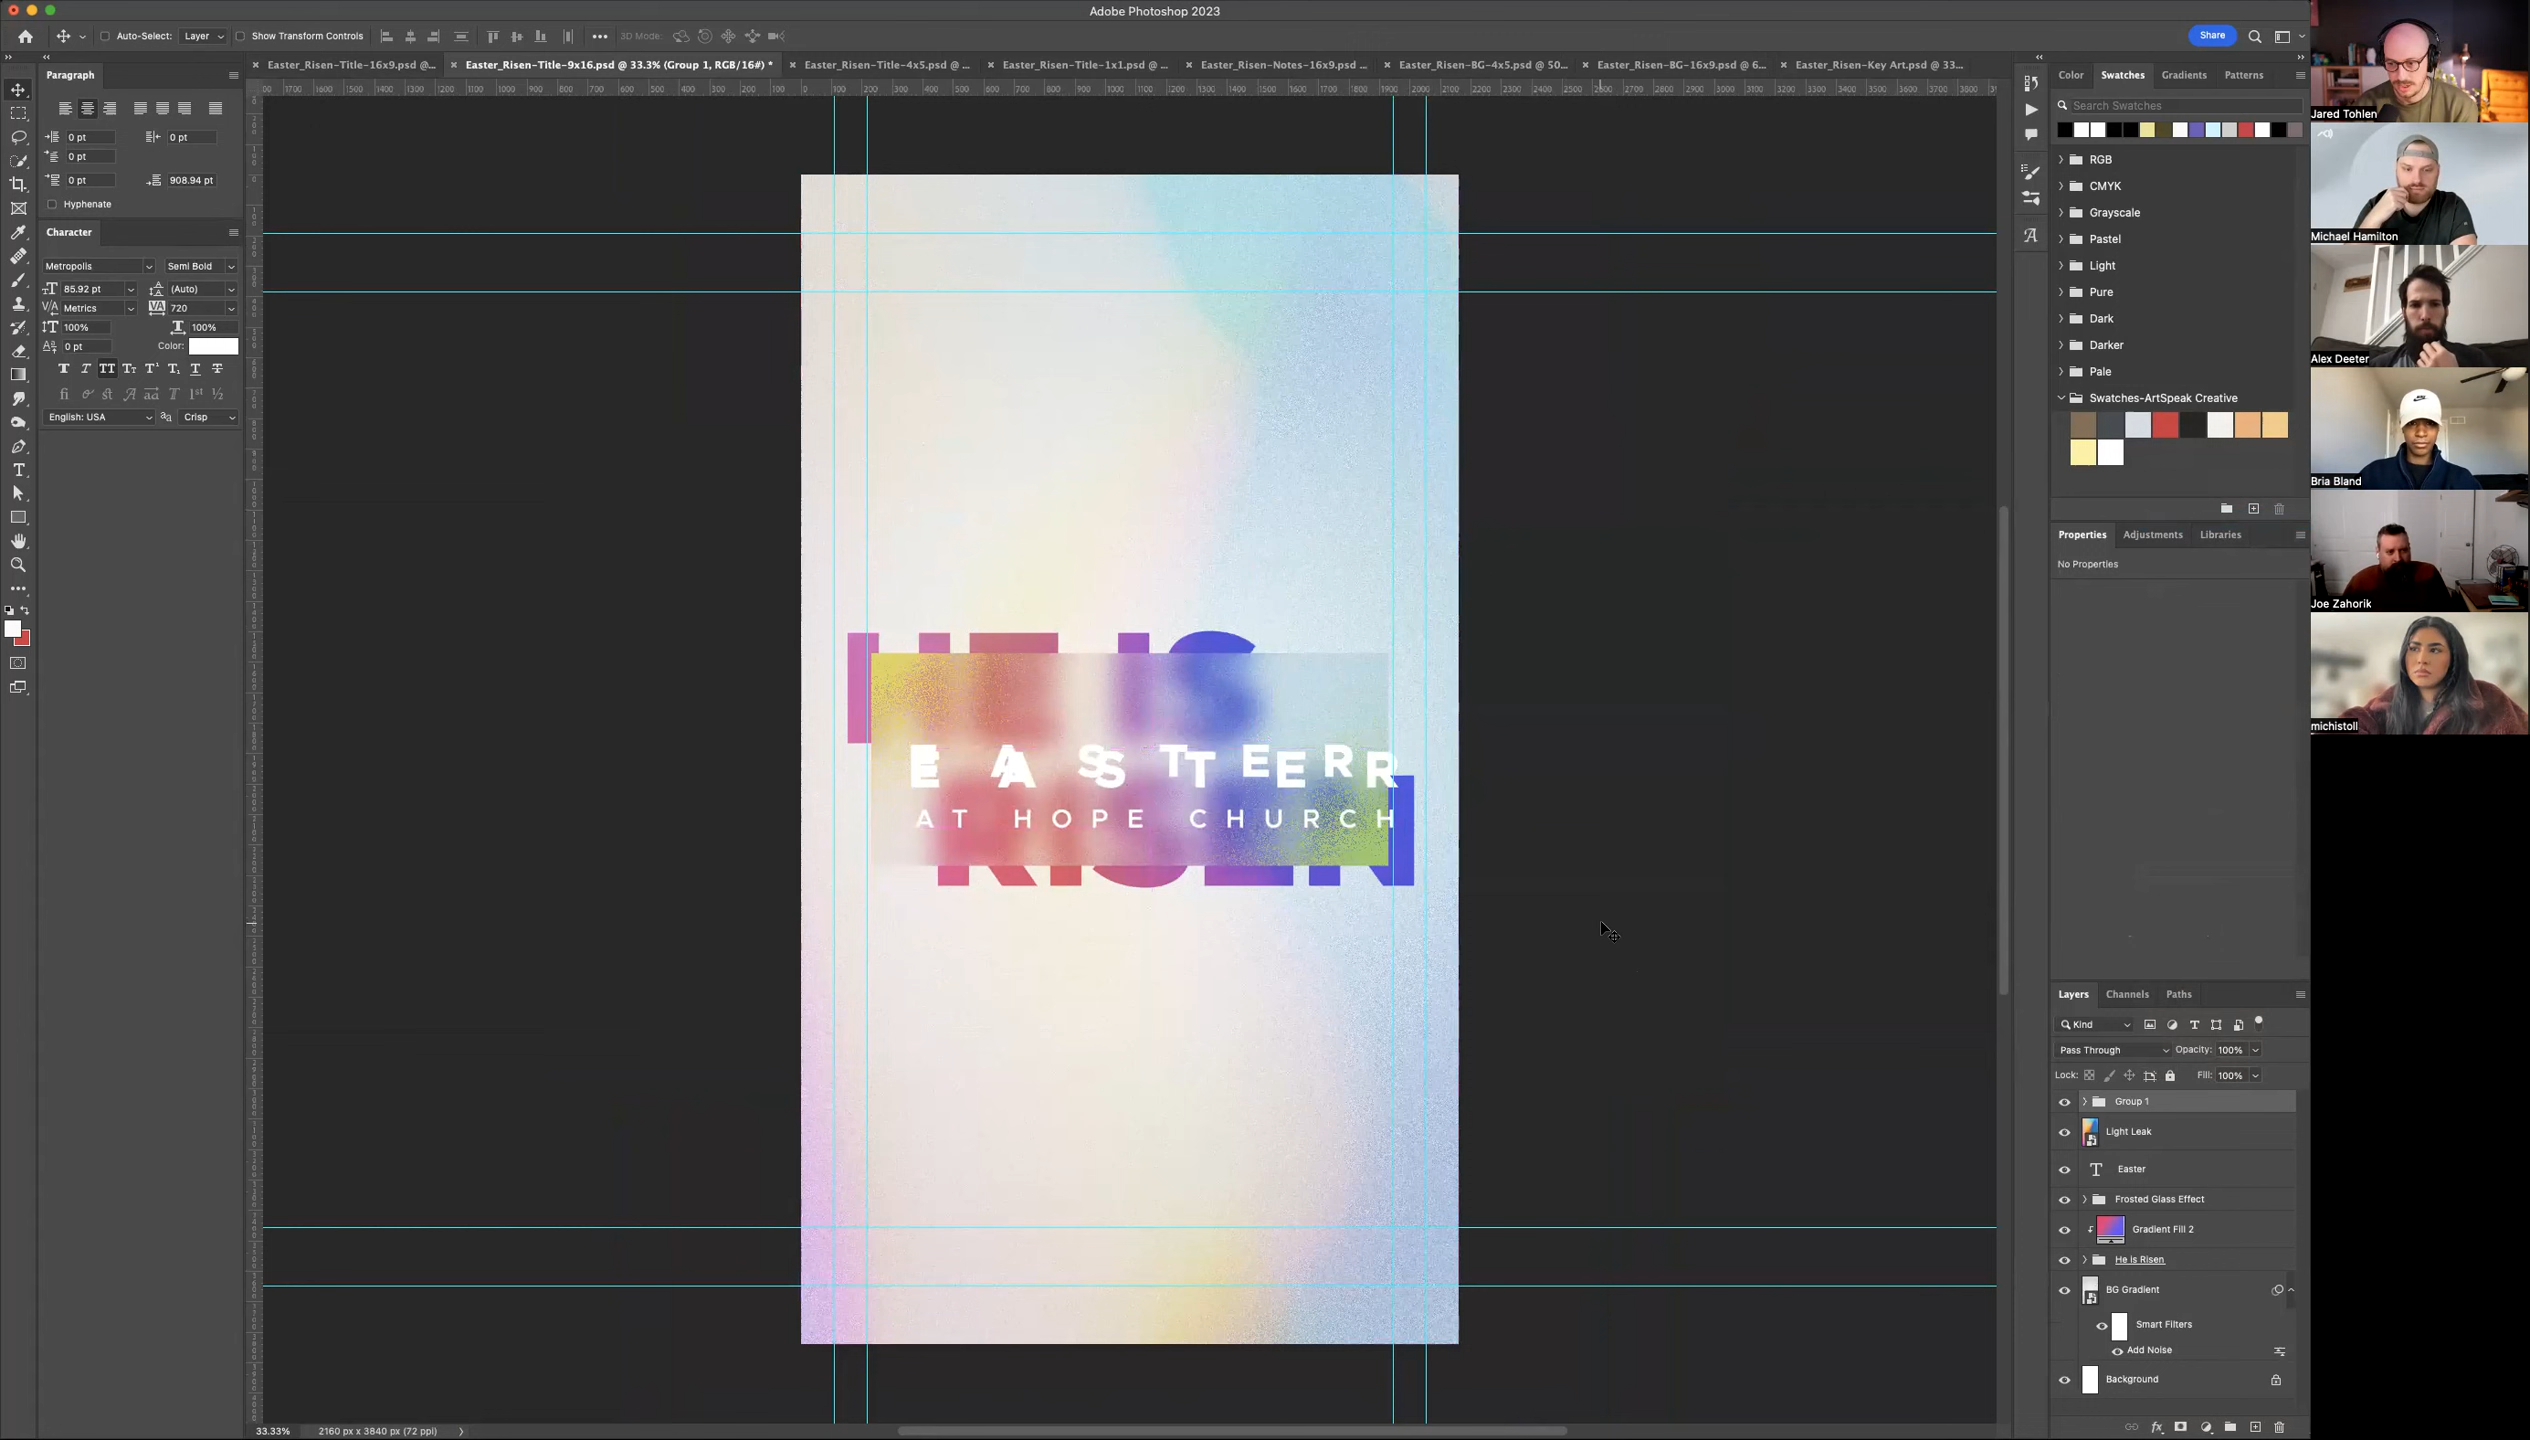 Adobe Photoshop 2023
Auto-Select: Layer Show Transform Controls 3D Mode: Share
Easter_Risen-Title-16x9.psd @... Easter_Risen-Title-9x16.psd @ 33.3% (Group 1, RGB/16#) * Easter_Risen-Title-4x5.psd @ ... Easter_Risen-Title-1x1.psd @ ... Easter_Risen-Notes-16x9.psd ... Easter_Risen-BG-4x5.psd @ 50... Easter_Risen-BG-16x9.psd @ 6... Easter_Risen-Key Art.psd @ 33...
Paragraph
0 pt 0 pt
0 pt
0 pt 908.94 pt
Hyphenate
Character
Metropolis Semi Bold
85.92 pt (Auto)
Metrics 720
100% 100%
0 pt Color:
English: USA Crisp
HE IS
EASTER
EASTER
AT HOPE CHURCH
RISEN
33.33% 2160 px x 3840 px (72 ppi)
Color Swatches Gradients Patterns
Search Swatches
RGB
CMYK
Grayscale
Pastel
Light
Pure
Dark
Darker
Pale
Swatches-ArtSpeak Creative
Properties Adjustments Libraries
No Properties
Layers Channels Paths
Kind
Pass Through Opacity: 100%
Lock: Fill: 100%
Group 1
Light Leak
Easter
Frosted Glass Effect
Gradient Fill 2
He is Risen
BG Gradient
Smart Filters
Add Noise
Background
Jared Tohlen
Michael Hamilton
Alex Deeter
Bria Bland
Joe Zahorik
michistoll